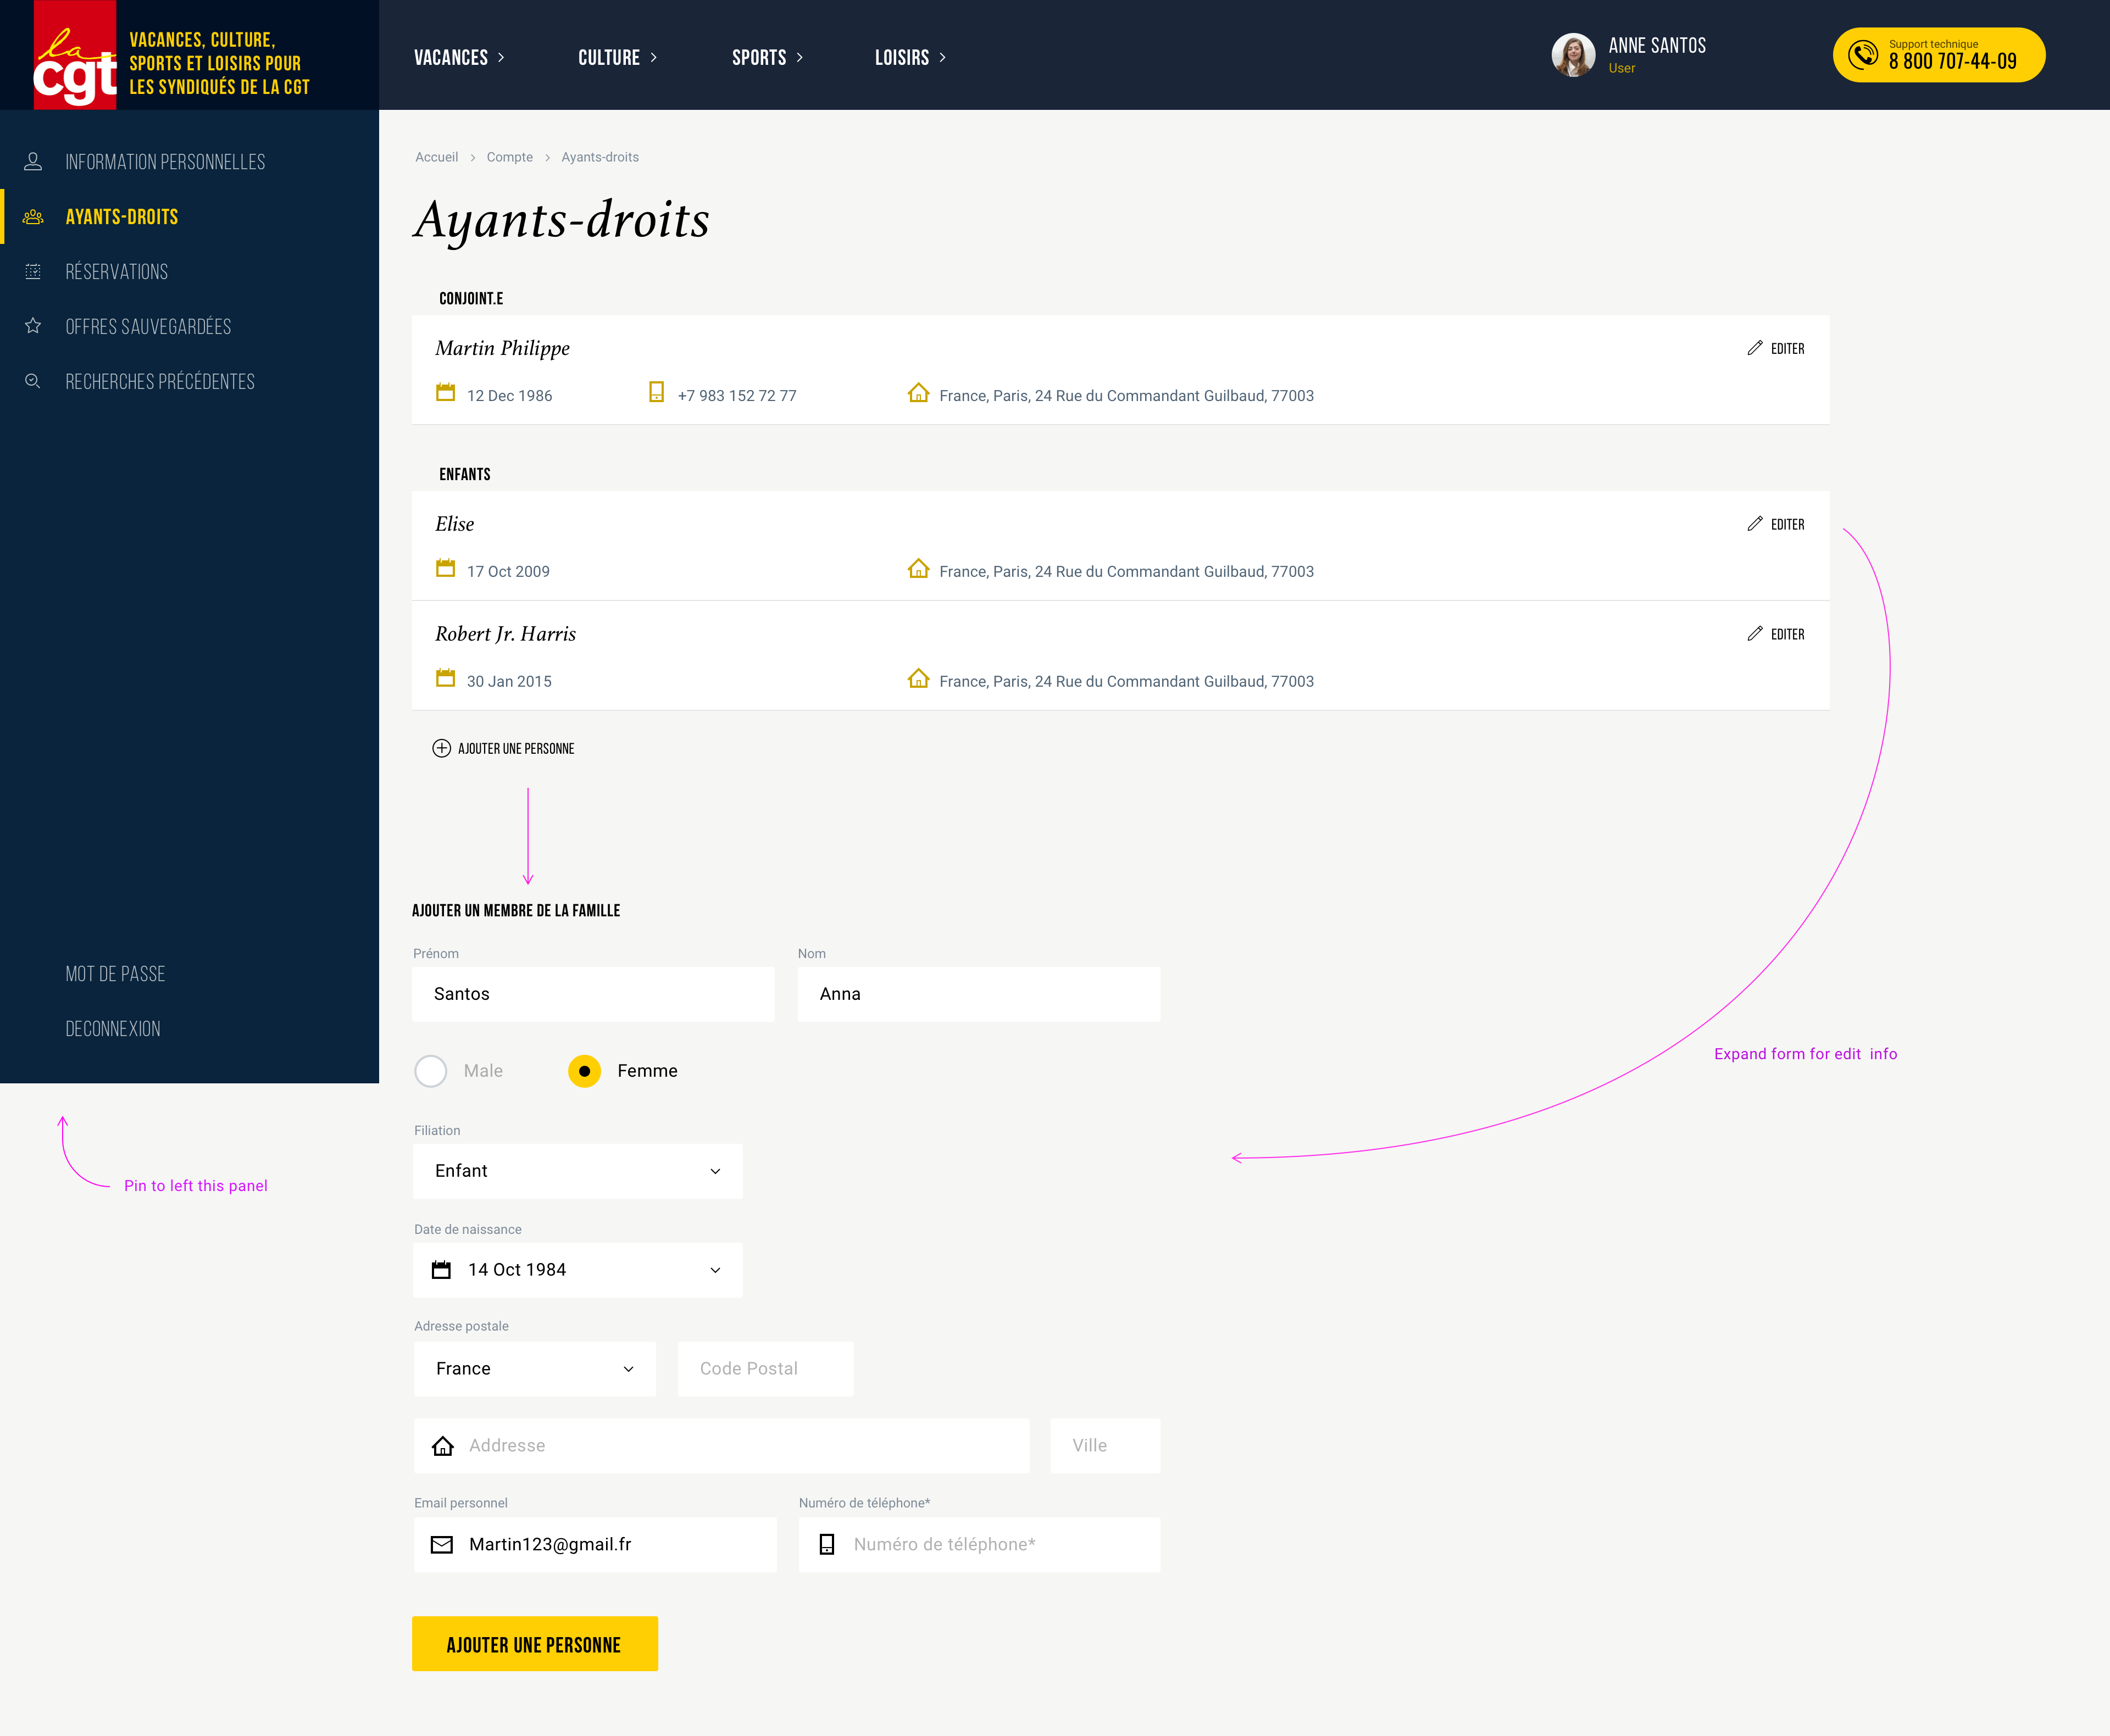 la
cgt
VACANCES, CULTURE,
SPORTS ET LOISIRS POUR
LES SYNDIQUÉS DE LA CGT
VACANCES
CULTURE
SPORTS
LOISIRS
ANNE SANTOS
User
Support technique
8 800 707-44-09
INFORMATION PERSONNELLES
AYANTS-DROITS
RÉSERVATIONS
OFFRES SAUVEGARDÉES
RECHERCHES PRÉCÉDENTES
MOT DE PASSE
DECONNEXION
Pin to left this panel
Accueil > Compte > Ayants-droits
Ayants-droits
CONJOINT.E
Martin Philippe
EDITER
12 Dec 1986
+7 983 152 72 77
France, Paris, 24 Rue du Commandant Guilbaud, 77003
ENFANTS
Elise
EDITER
17 Oct 2009
France, Paris, 24 Rue du Commandant Guilbaud, 77003
Robert Jr. Harris
EDITER
30 Jan 2015
France, Paris, 24 Rue du Commandant Guilbaud, 77003
AJOUTER UNE PERSONNE
AJOUTER UN MEMBRE DE LA FAMILLE
Prénom
Nom
Santos
Anna
Male
Femme
Expand form for edit info
Filiation
Enfant
Date de naissance
14 Oct 1984
Adresse postale
France
Code Postal
Addresse
Ville
Email personnel
Numéro de téléphone*
Martin123@gmail.fr
Numéro de téléphone*
AJOUTER UNE PERSONNE